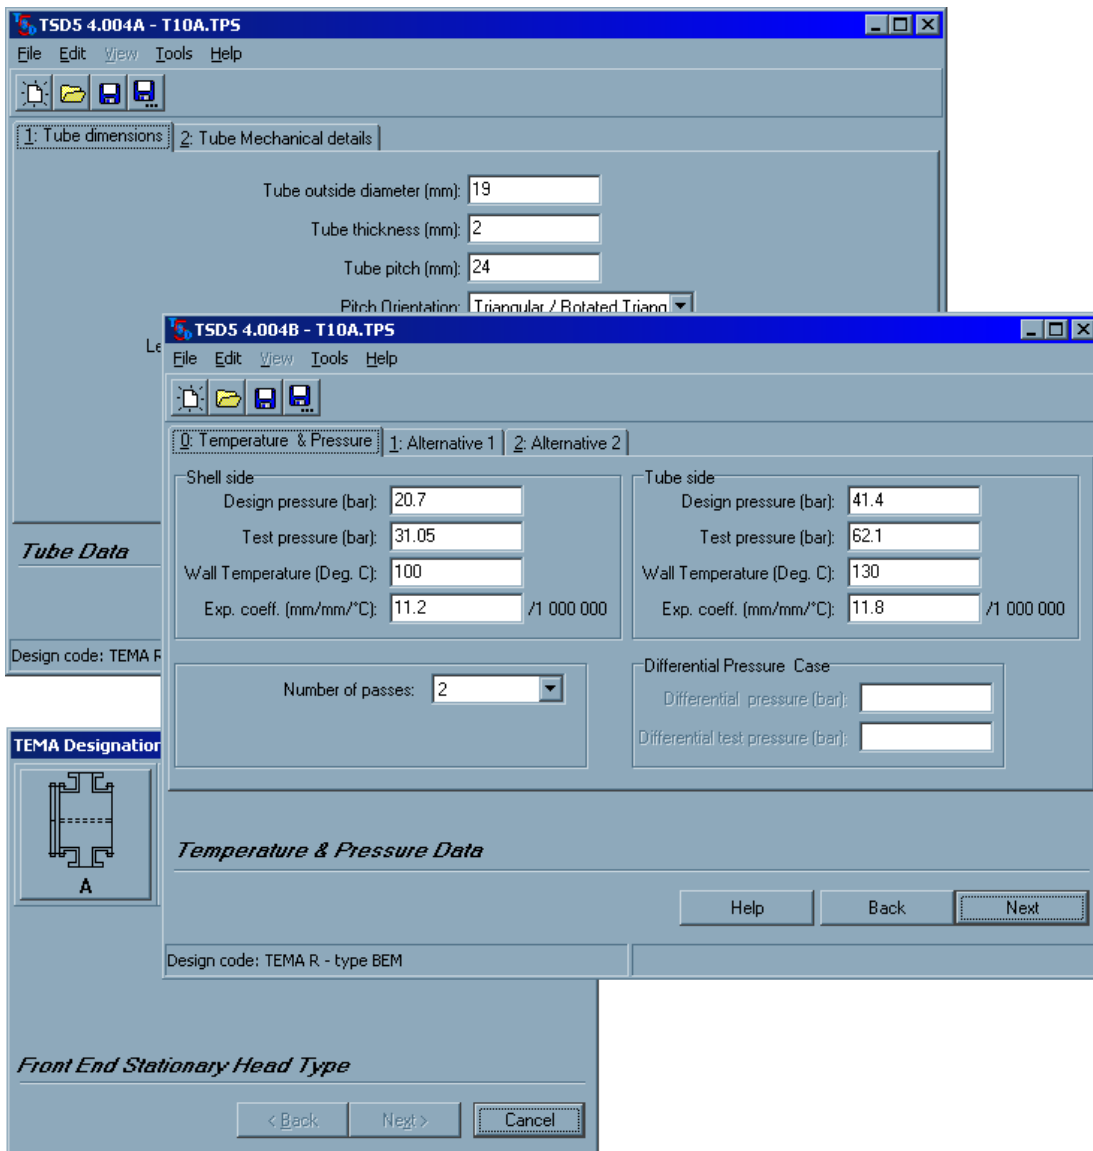 TSD5 4.004A - T10A.TPS
File Edit View Tools Help
1: Tube dimensions 2: Tube Mechanical details
Tube outside diameter (mm): 19
Tube thickness (mm): 2
Tube pitch (mm): 24
Pitch Orientation: Triangular / Rotated Triang
Le
Tube Data
Design code: TEMA R
TSD5 4.004B - T10A.TPS
File Edit View Tools Help
0: Temperature & Pressure 1: Alternative 1 2: Alternative 2
Shell side
Design pressure (bar): 20.7
Test pressure (bar): 31.05
Wall Temperature (Deg. C): 100
Exp. coeff. (mm/mm/°C): 11.2 /1 000 000
Tube side
Design pressure (bar): 41.4
Test pressure (bar): 62.1
Wall Temperature (Deg. C): 130
Exp. coeff. (mm/mm/°C): 11.8 /1 000 000
Number of passes: 2
Differential Pressure Case
Differential pressure (bar):
Differential test pressure (bar):
Temperature & Pressure Data
Help Back Next
Design code: TEMA R - type BEM
TEMA Designation
A
Front End Stationary Head Type
< Back Next > Cancel